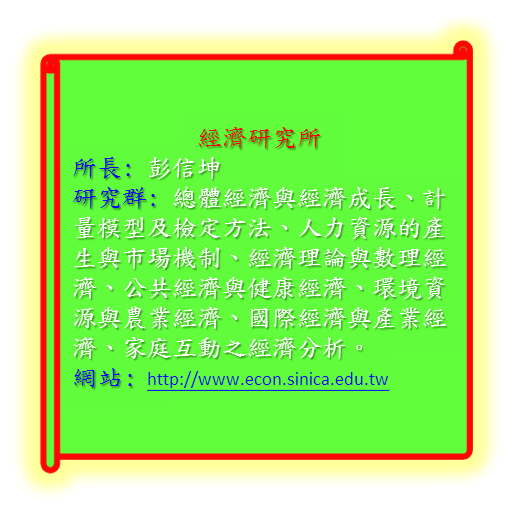 經濟研究所
所長：彭信坤
研究群：總體經濟與經濟成長、計
量模型及檢定方法、人力資源的產
生與市場機制、經濟理論與數理經
濟、公共經濟與健康經濟、環境資
源與農業經濟、國際經濟與產業經
濟、家庭互動之經濟分析。
網站：http://www.econ.sinica.edu.tw